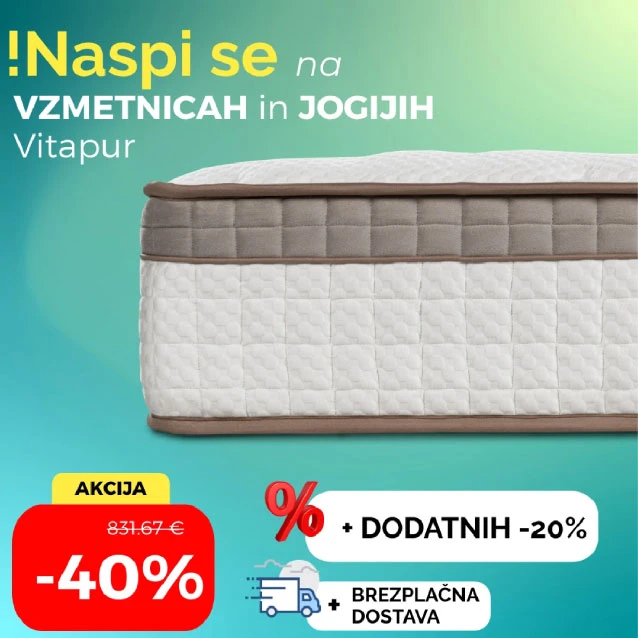 !Naspi se na
VZMETNICAH in JOGIJIH
Vitapur
AKCIJA
831.67 €
-40%
% + DODATNIH -20%
+ BREZPLAČNA
DOSTAVA